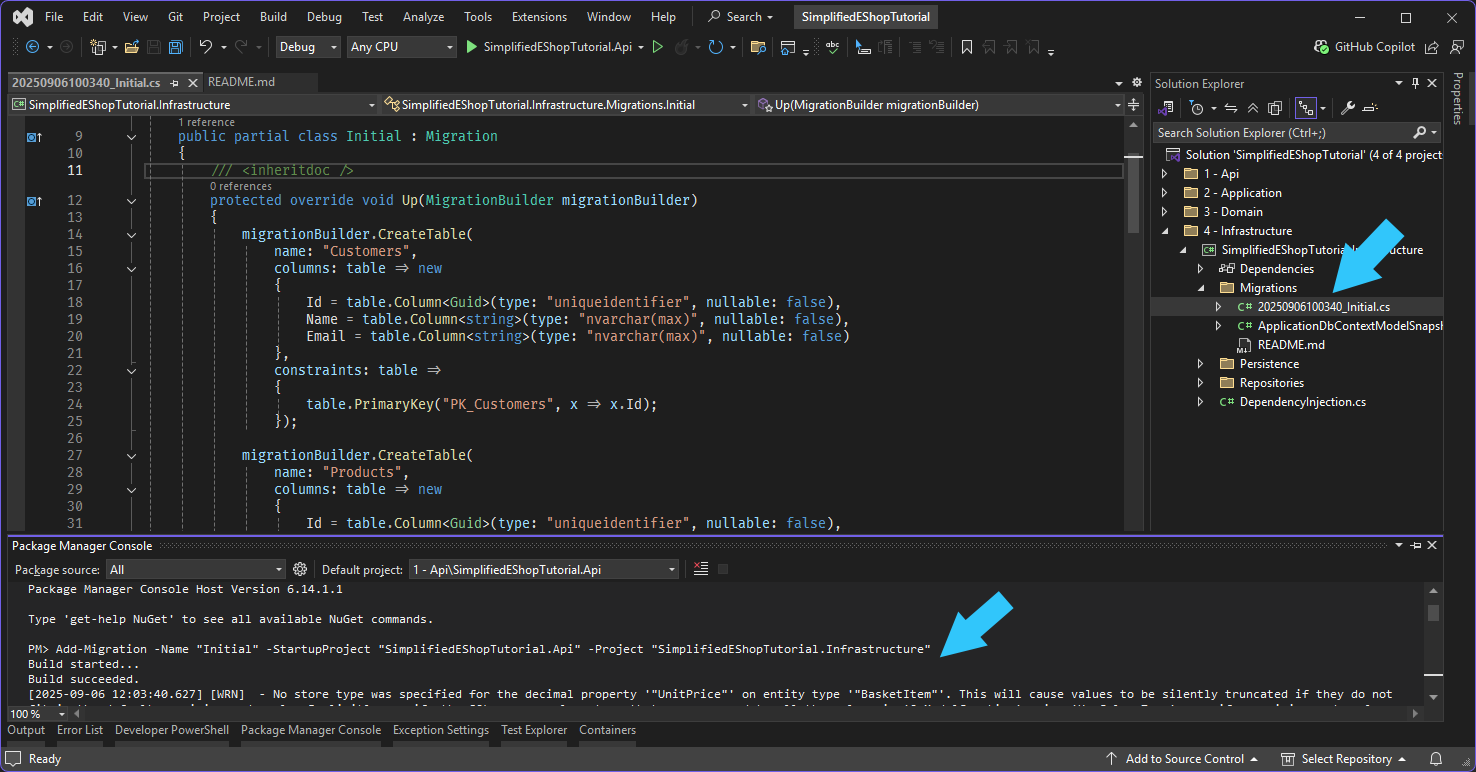 File Edit View Git Project Build Debug Test Analyze Tools Extensions Window Help Search SimplifiedEShopTutorial
Debug Any CPU SimplifiedEShopTutorial.Api GitHub Copilot
20250906100340_Initial.cs README.md
SimplifiedEShopTutorial.Infrastructure SimplifiedEShopTutorial.Infrastructure.Migrations.Initial Up(MigrationBuilder migrationBuilder)
1 reference
9 public partial class Initial : Migration
10 {
11 /// <inheritdoc />
0 references
12 protected override void Up(MigrationBuilder migrationBuilder)
13 {
14 migrationBuilder.CreateTable(
15 name: "Customers",
16 columns: table => new
17 {
18 Id = table.Column<Guid>(type: "uniqueidentifier", nullable: false),
19 Name = table.Column<string>(type: "nvarchar(max)", nullable: false),
20 Email = table.Column<string>(type: "nvarchar(max)", nullable: false)
21 },
22 constraints: table =>
23 {
24 table.PrimaryKey("PK_Customers", x => x.Id);
25 });
26
27 migrationBuilder.CreateTable(
28 name: "Products",
29 columns: table => new
30 {
31 Id = table.Column<Guid>(type: "uniqueidentifier", nullable: false),
Solution Explorer
Search Solution Explorer (Ctrl+;)
Solution 'SimplifiedEShopTutorial' (4 of 4 project
1 - Api
2 - Application
3 - Domain
4 - Infrastructure
SimplifiedEShopTutorial.Infrastructure
Dependencies
Migrations
20250906100340_Initial.cs
ApplicationDbContextModelSnapsh
README.md
Persistence
Repositories
DependencyInjection.cs
Properties
Package Manager Console
Package source: All Default project: 1 - Api\SimplifiedEShopTutorial.Api
Package Manager Console Host Version 6.14.1.1
Type 'get-help NuGet' to see all available NuGet commands.
PM> Add-Migration -Name "Initial" -StartupProject "SimplifiedEShopTutorial.Api" -Project "SimplifiedEShopTutorial.Infrastructure"
Build started...
Build succeeded.
[2025-09-06 12:03:40.627] [WRN]  - No store type was specified for the decimal property '"UnitPrice"' on entity type '"BasketItem"'. This will cause values to be silently truncated if they do not
100 %
Output Error List Developer PowerShell Package Manager Console Exception Settings Test Explorer Containers
Ready Add to Source Control Select Repository